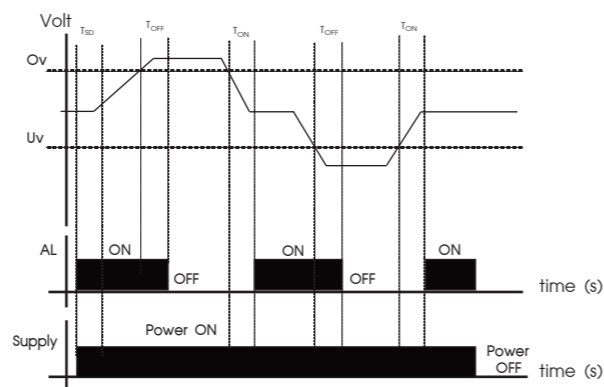 Volt
TSD TOFF TON TOFF TON
Ov
Uv
AL ON ON ON
OFF OFF
time (s)
Supply Power ON
Power
OFF
time (s)